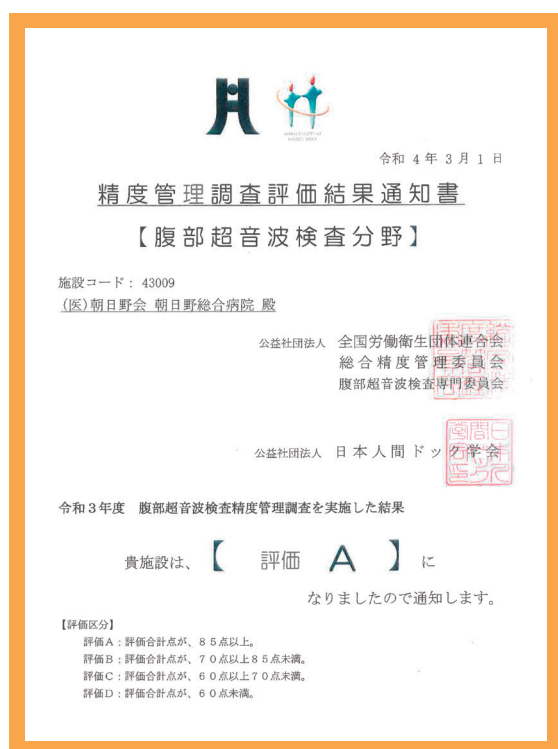 令和 4年3月1日
精度管理調査評価結果通知書
【腹部超音波検査分野】
施設コード： 43009
(医)朝日野会 朝日野総合病院 殿
公益社団法人 全国労働衛生団体連合会
総合精度管理委員会
腹部超音波検査専門委員会
公益社団法人 日本人間ドック学会
令和3年度 腹部超音波検査精度管理調査を実施した結果
貴施設は、【 評価 A 】に
なりましたので通知します。
【評価区分】
評価A：評価合計点が、85点以上。
評価B：評価合計点が、70点以上85点未満。
評価C：評価合計点が、60点以上70点未満。
評価D：評価合計点が、60点未満。